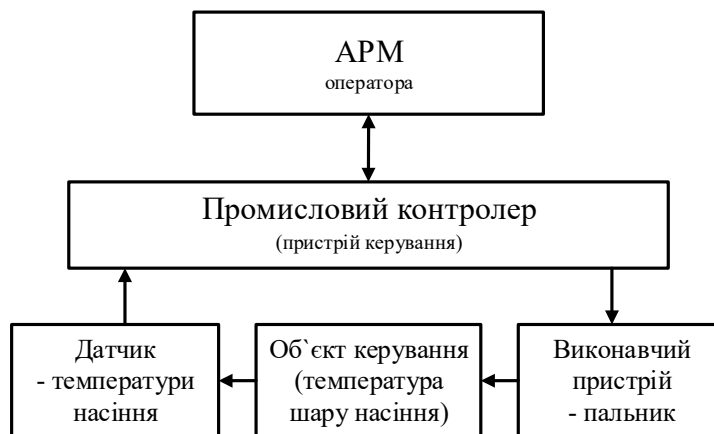 АРМ
оператора
Промисловий контролер
(пристрій керування)
Датчик
- температури
насіння
Об`єкт керування
(температура
шару насіння)
Виконавчий
пристрій
- пальник